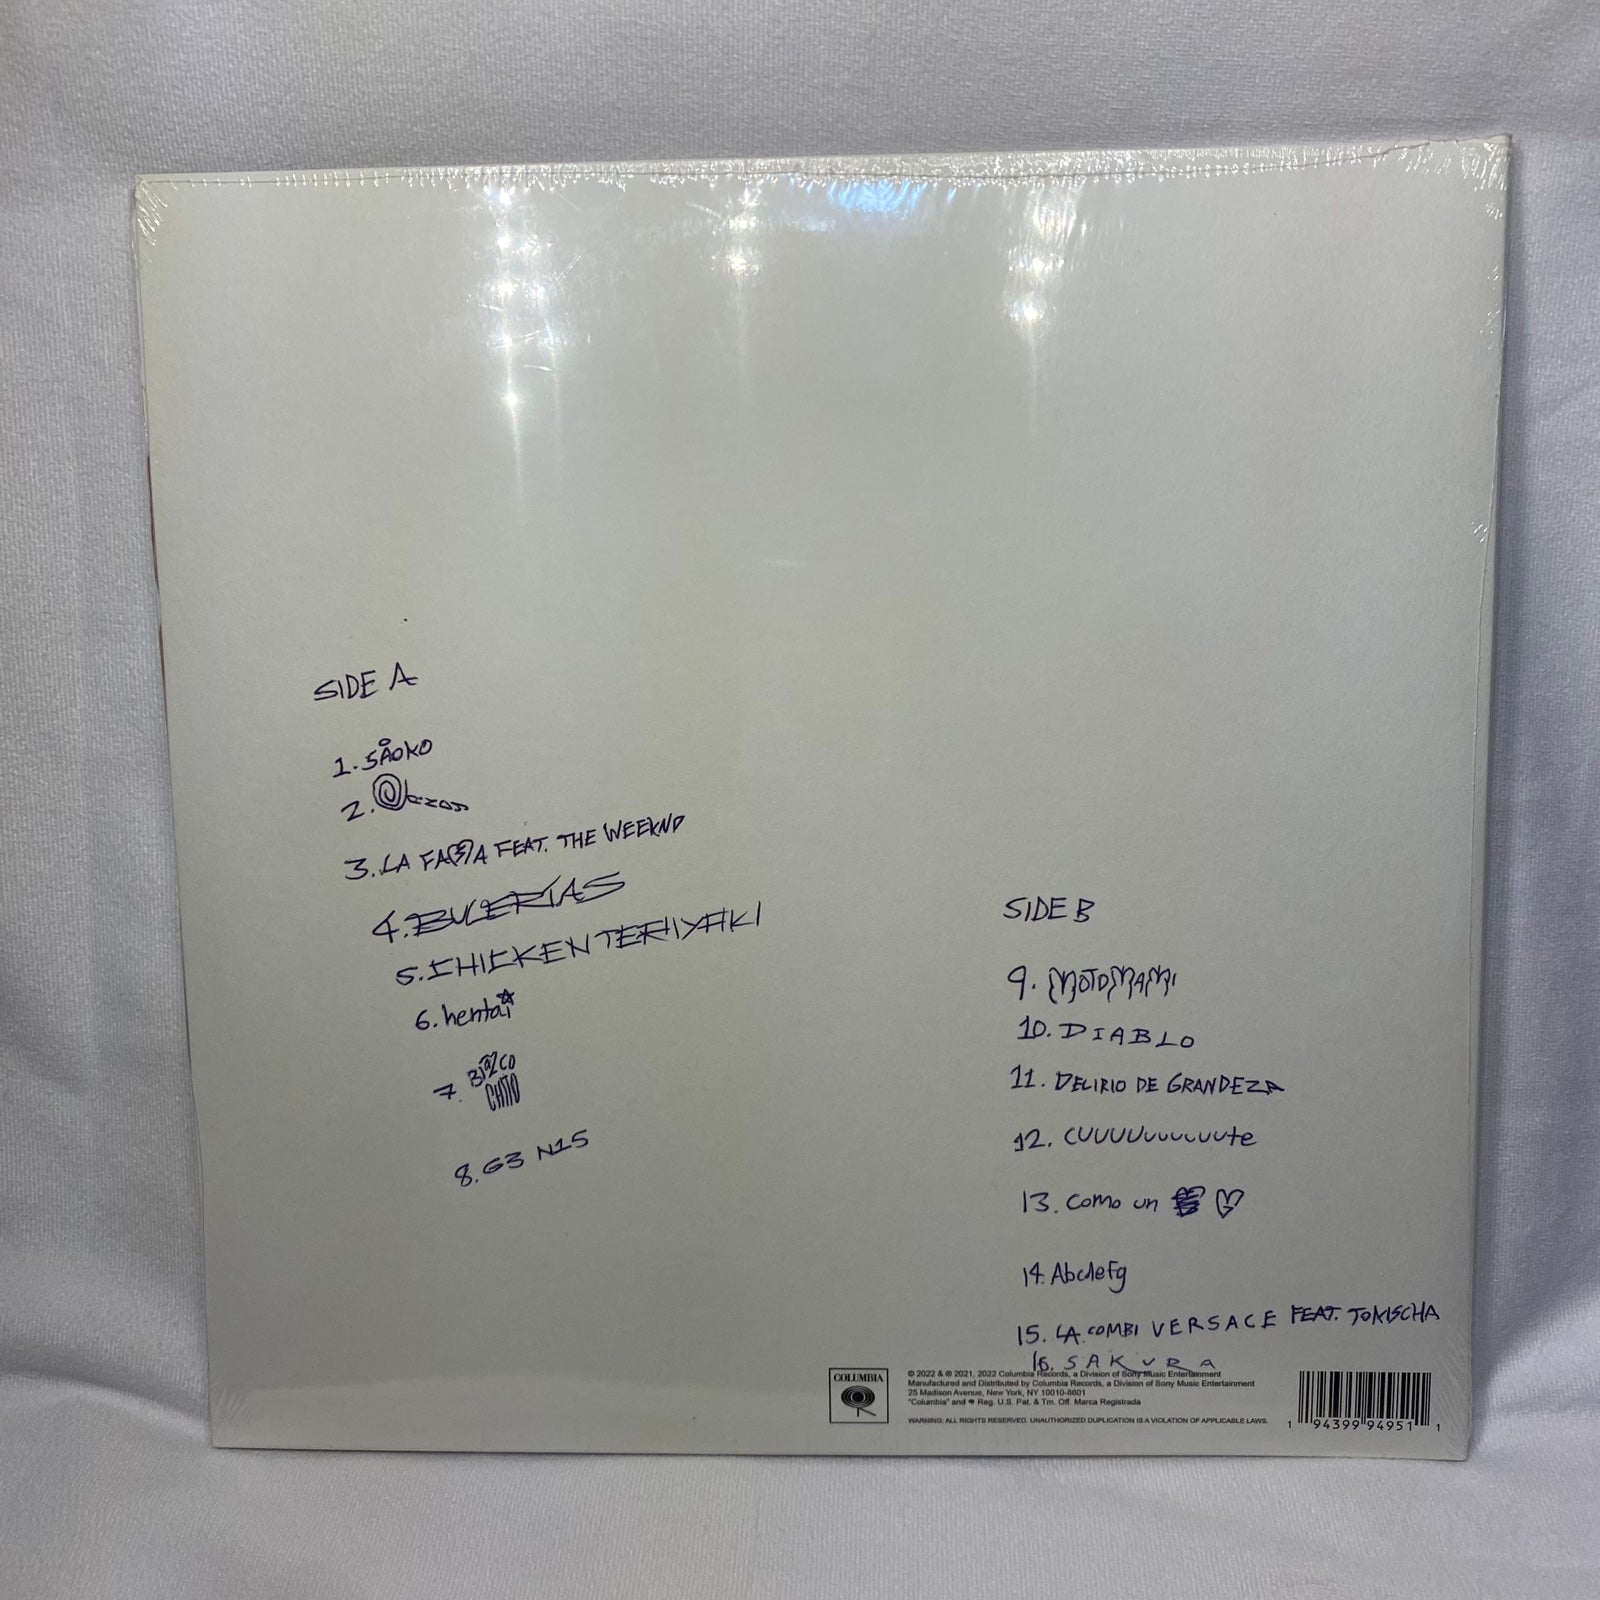 SIDE A
1. SAOKO
2.
3. LA FAMA FEAT. THE WEEKND
4. BULERIAS
5. CHICKEN TERIYAKI
6. hentai
7. BIZCO
CHITO
8. G3 N15
SIDE B
9. MOTOMAMI
10. DIABLO
11. DELIRIO DE GRANDEZA
12. CUUUUuuuuuute
13. como un
14. Abcdefg
15. LA COMBI VERSACE FEAT. TOKISCHA
16. SAKURA
COLUMBIA
© 2022 & ℗ 2021, 2022 Columbia Records, a Division of Sony Music Entertainment
Manufactured and Distributed by Columbia Records, a Division of Sony Music Entertainment
25 Madison Avenue, New York, NY 10010-8601
"Columbia" and Reg. U.S. Pat. & Tm. Off. Marca Registrada
WARNING: ALL RIGHTS RESERVED. UNAUTHORIZED DUPLICATION IS A VIOLATION OF APPLICABLE LAWS.
1 94399 94951 1